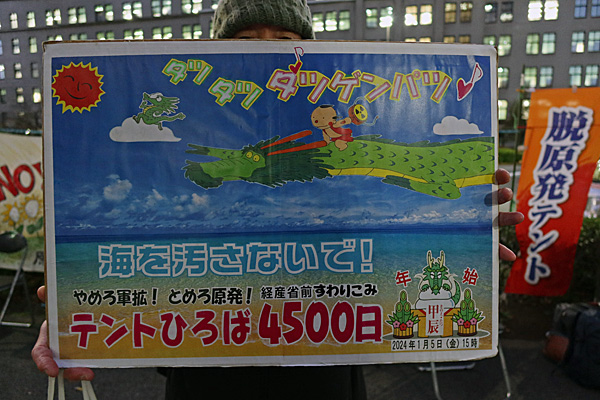 ダツダツダツゲンパツ
海を汚さないで!
やめろ軍拡! とめろ原発! 経産省前すわりこみ
テントひろば 4500日
年始
甲辰
2024年1月5日(金)15時
脱原発テント
NO